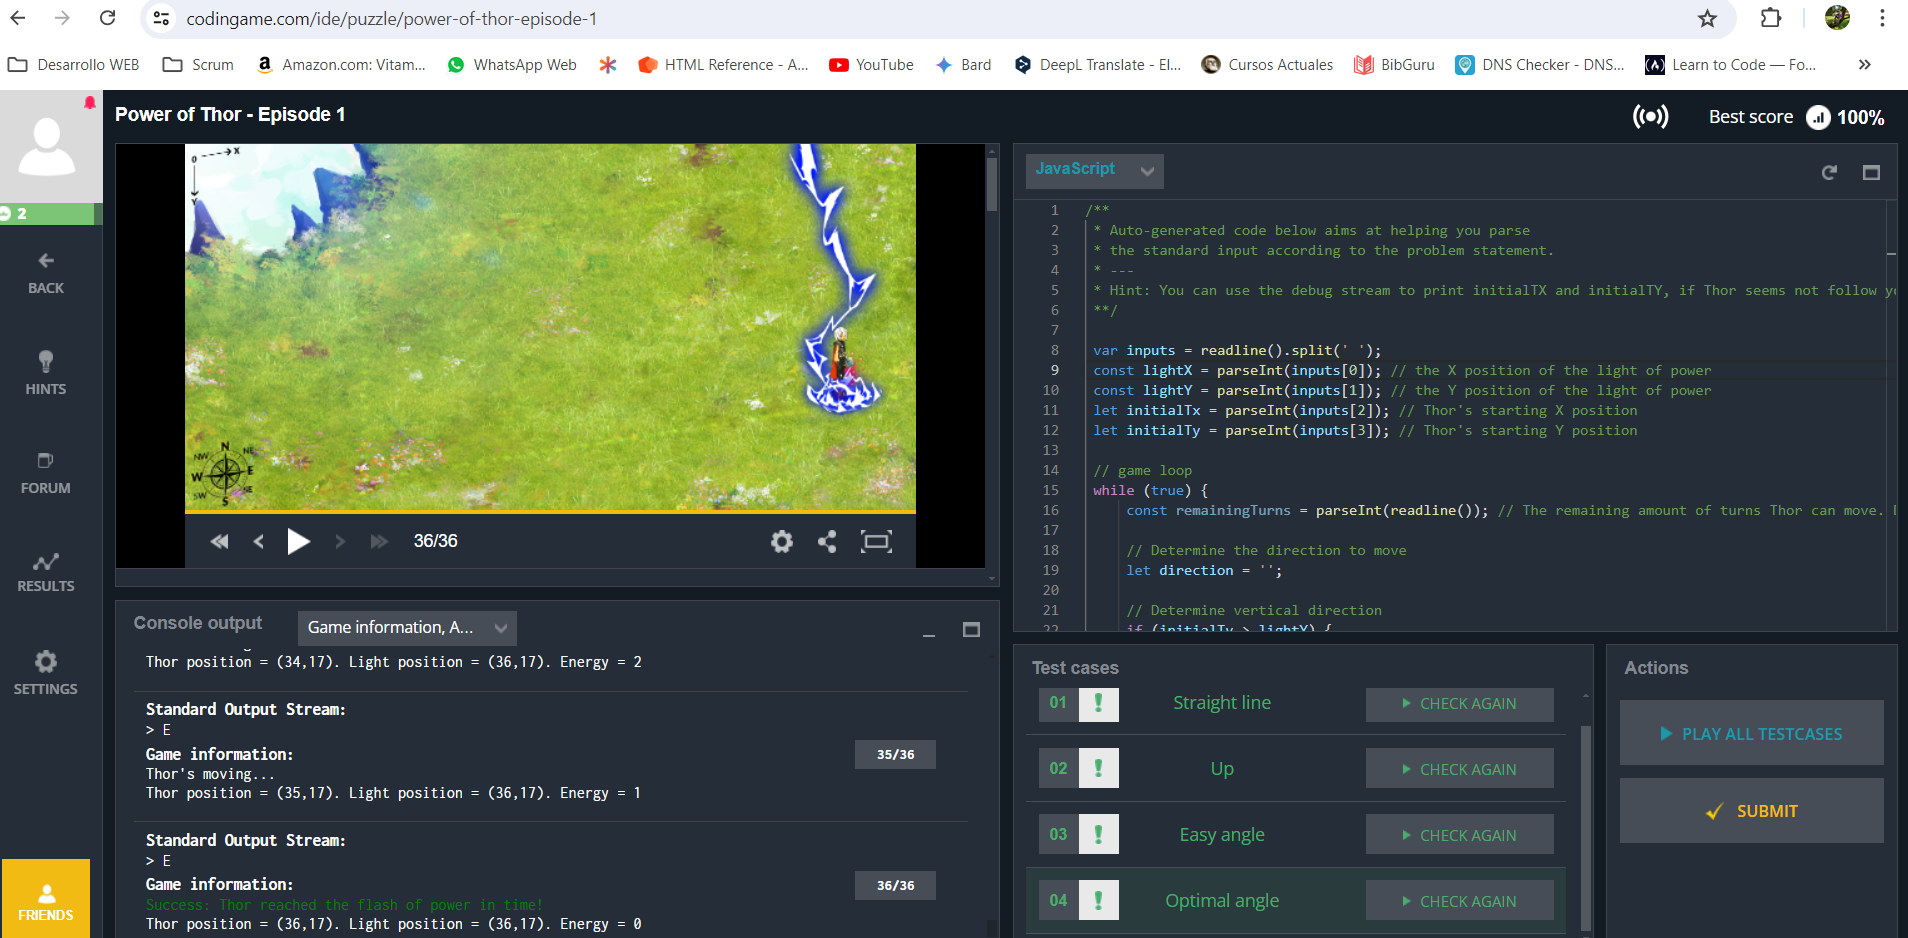 codingame.com/ide/puzzle/power-of-thor-episode-1
Desarrollo WEB
Scrum
Amazon.com: Vitam...
WhatsApp Web
HTML Reference - A...
YouTube
Bard
DeepL Translate - El...
Cursos Actuales
BibGuru
DNS Checker - DNS...
Learn to Code — Fo...
»
2
BACK
HINTS
FORUM
RESULTS
SETTINGS
FRIENDS
Power of Thor - Episode 1
Best score 100%
0 X
Y
N
NW NE
W E
SW SE
S
36/36
Console output
Game information, A...
Thor position = (34,17). Light position = (36,17). Energy = 2
Standard Output Stream:
> E
Game information:
35/36
Thor's moving...
Thor position = (35,17). Light position = (36,17). Energy = 1
Standard Output Stream:
> E
Game information:
36/36
Success: Thor reached the flash of power in time!
Thor position = (36,17). Light position = (36,17). Energy = 0
JavaScript
1 /**
2 * Auto-generated code below aims at helping you parse
3 * the standard input according to the problem statement.
4 * ---
5 * Hint: You can use the debug stream to print initialTX and initialTY, if Thor seems not follow yo
6 **/
7
8 var inputs = readline().split(' ');
9 const lightX = parseInt(inputs[0]); // the X position of the light of power
10 const lightY = parseInt(inputs[1]); // the Y position of the light of power
11 let initialTx = parseInt(inputs[2]); // Thor's starting X position
12 let initialTy = parseInt(inputs[3]); // Thor's starting Y position
13
14 // game loop
15 while (true) {
16 const remainingTurns = parseInt(readline()); // The remaining amount of turns Thor can move.
17
18 // Determine the direction to move
19 let direction = '';
20
21 // Determine vertical direction
22 if (initialTy > lightY) {
Test cases
01 Straight line CHECK AGAIN
02 Up CHECK AGAIN
03 Easy angle CHECK AGAIN
04 Optimal angle CHECK AGAIN
Actions
PLAY ALL TESTCASES
SUBMIT